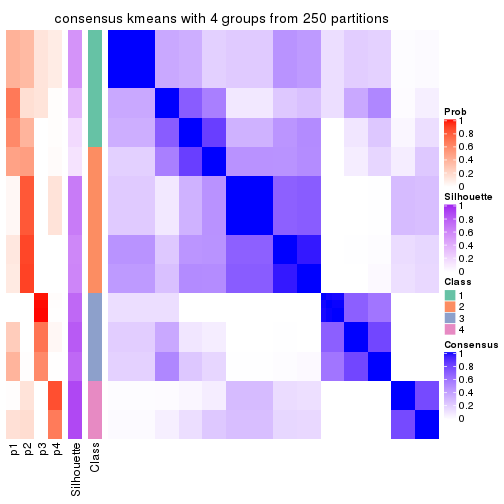 consensus kmeans with 4 groups from 250 partitions
p1
p2
p3
p4
Silhouette
Class
Prob
1
0.8
0.6
0.4
0.2
0
Silhouette
1
0.8
0.6
0.4
0.2
0
Class
1
2
3
4
Consensus
1
0.8
0.6
0.4
0.2
0